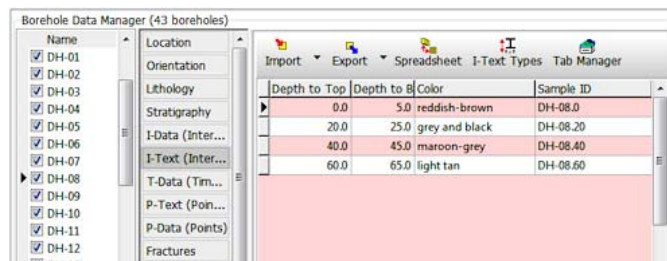 Borehole Data Manager (43 boreholes)
Name
DH-01
DH-02
DH-03
DH-04
DH-05
DH-06
DH-07
DH-08
DH-09
DH-10
DH-11
DH-12
Location
Orientation
Lithology
Stratigraphy
I-Data (Inter...
I-Text (Inter...
T-Data (Tim...
P-Text (Poin...
P-Data (Points)
Fractures
Import Export Spreadsheet I-Text Types Tab Manager
Depth to Top Depth to B Color Sample ID
0.0 5.0 reddish-brown DH-08.0
20.0 25.0 grey and black DH-08.20
40.0 45.0 maroon-grey DH-08.40
60.0 65.0 light tan DH-08.60